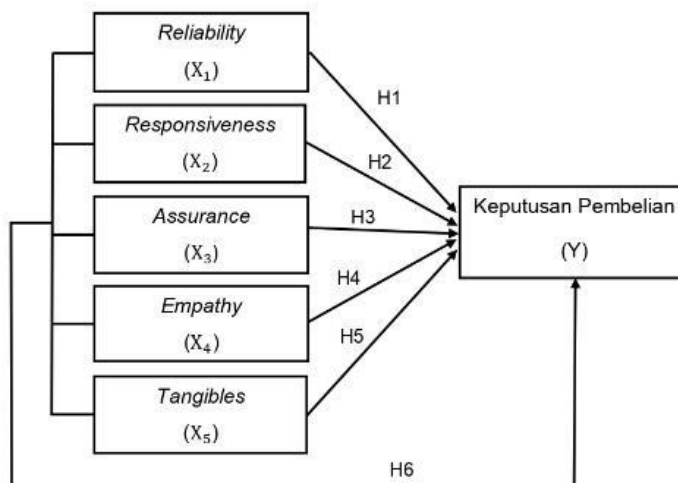 Reliability
(X₁)
H1
Responsiveness
(X₂)
H2
Assurance
(X₃)
H3
Keputusan Pembelian
(Y)
Empathy
(X₄)
H4
H5
Tangibles
(X₅)
H6